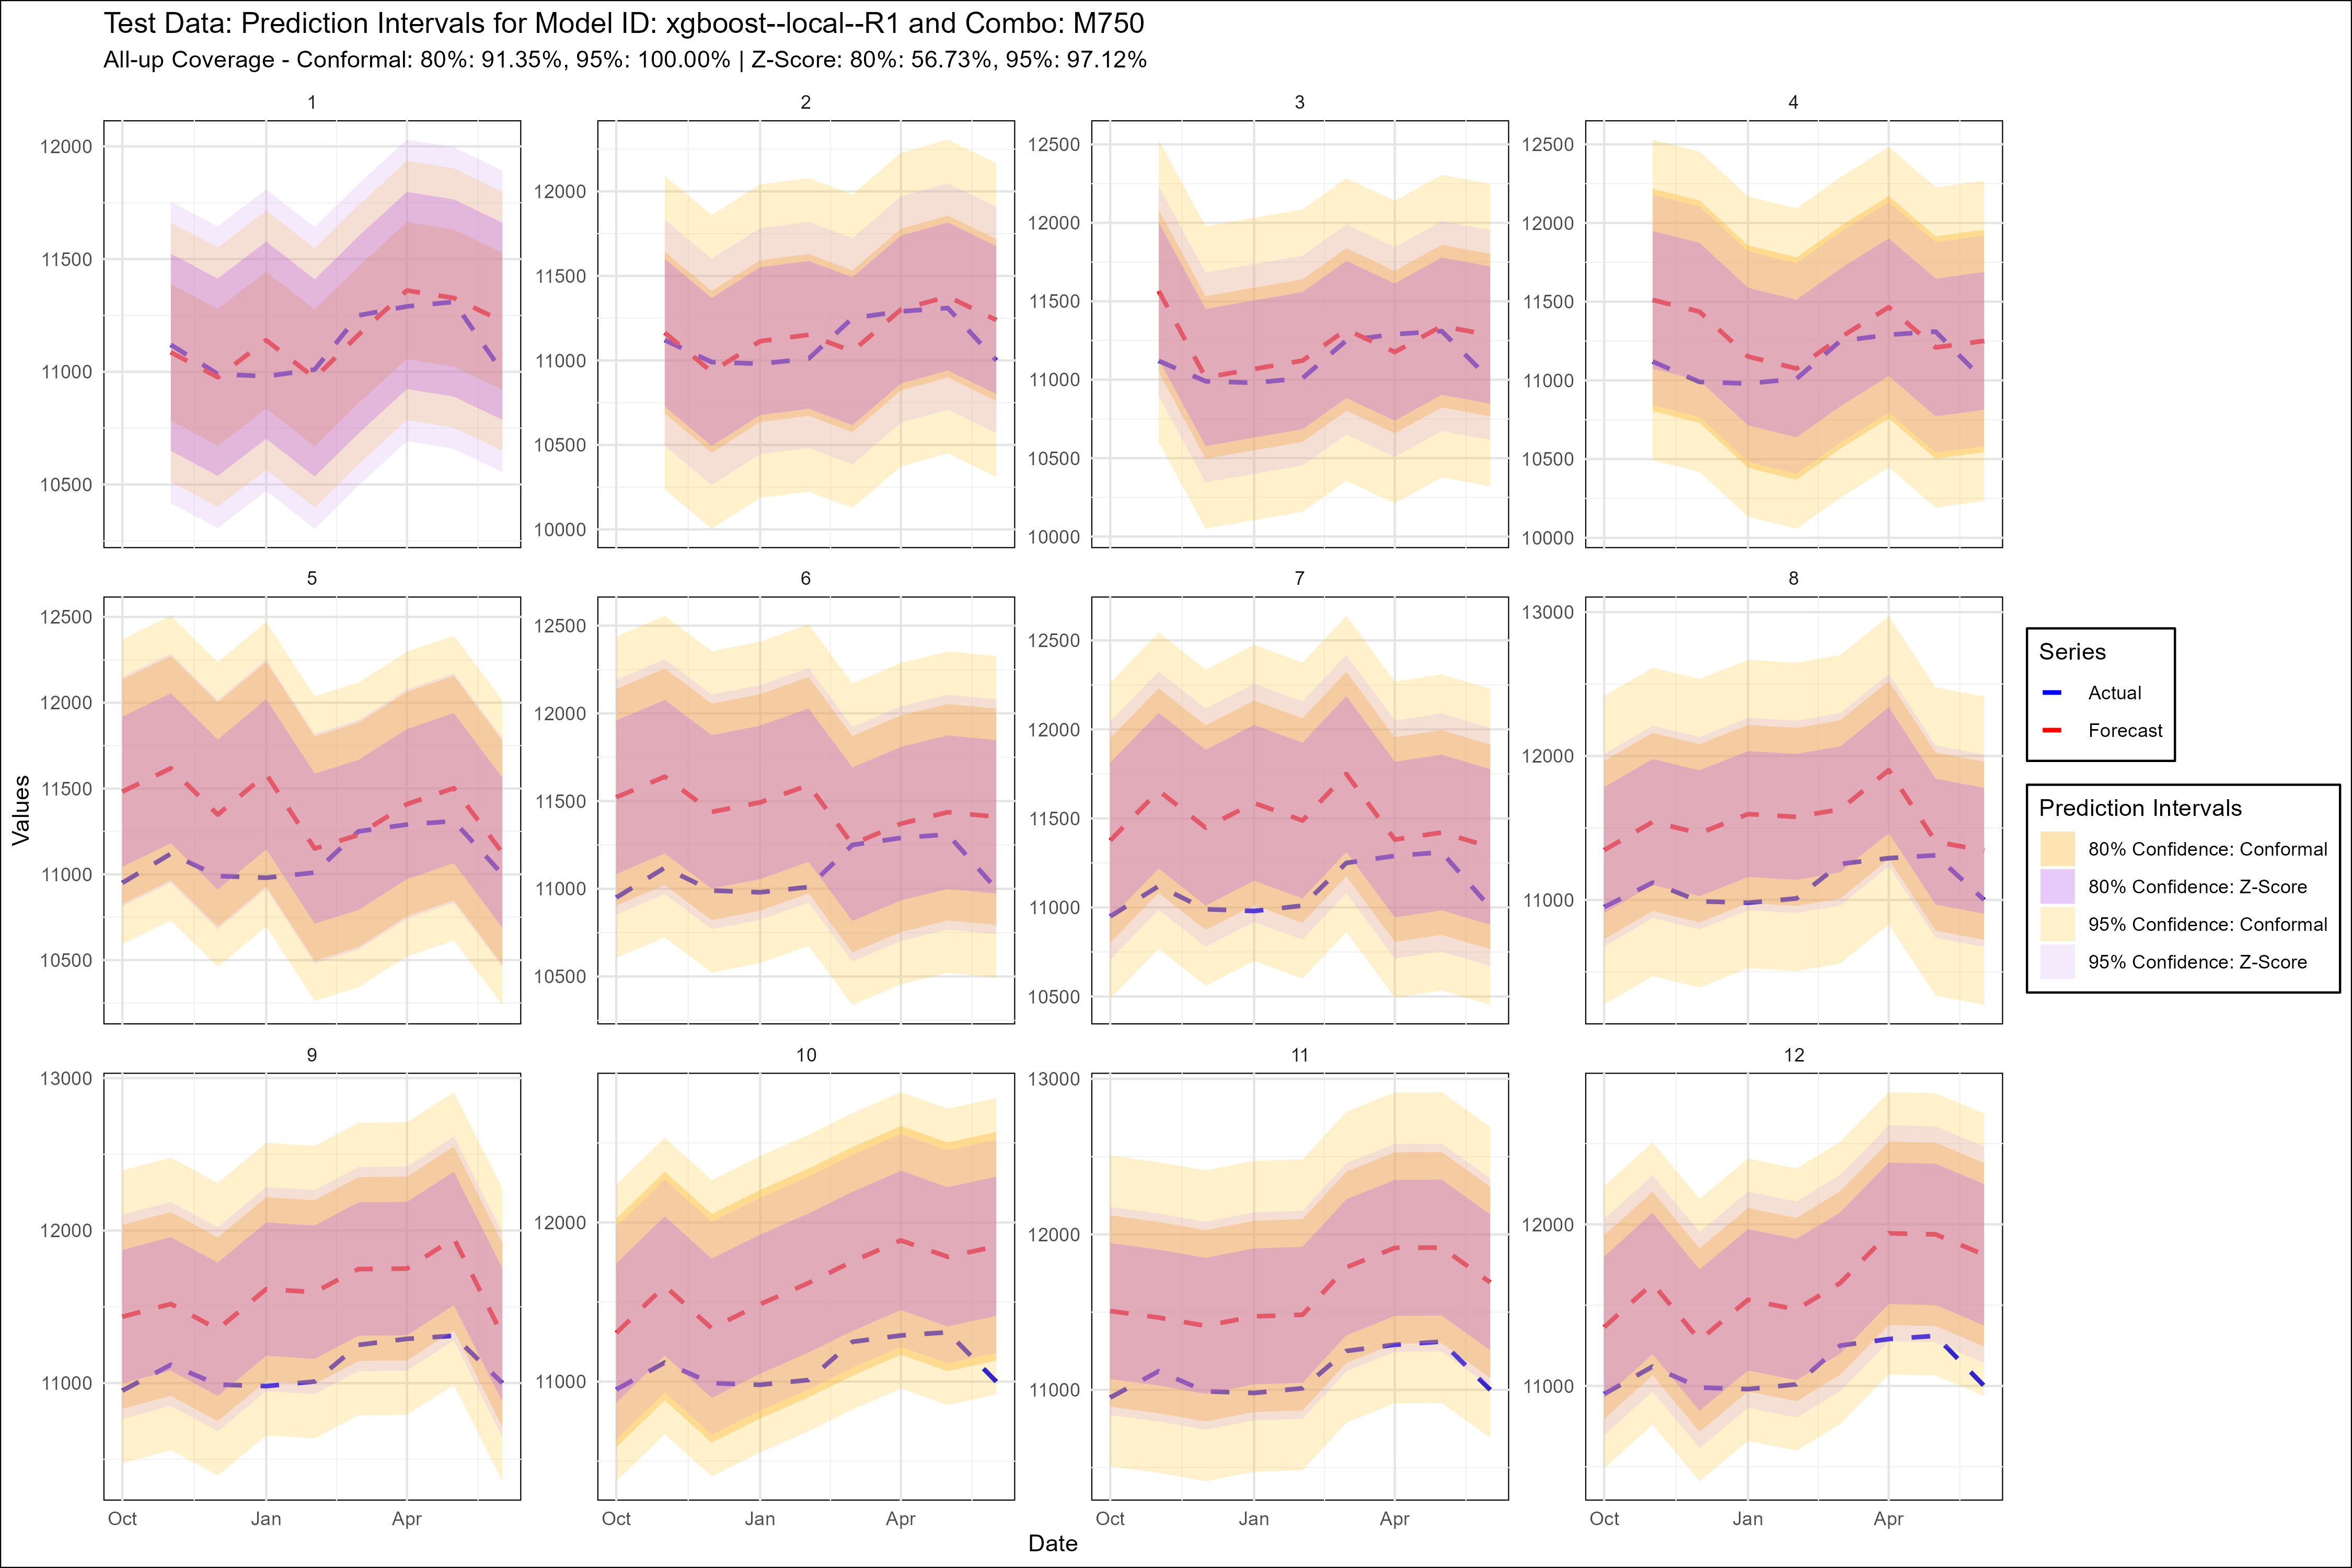 Test Data: Prediction Intervals for Model ID: xgboost--local--R1 and Combo: M750
All-up Coverage - Conformal: 80%: 91.35%, 95%: 100.00% | Z-Score: 80%: 56.73%, 95%: 97.12%
1
2
3
4
12000
11500
11000
10500
12000
11500
11000
10500
10000
12500
12000
11500
11000
10500
10000
12500
12000
11500
11000
10500
10000
5
6
7
8
12500
12000
11500
11000
10500
12500
12000
11500
11000
10500
12500
12000
11500
11000
10500
13000
12000
11000
9
10
11
12
13000
12000
11000
12000
11000
13000
12000
11000
12000
11000
Oct
Jan
Apr
Oct
Jan
Apr
Oct
Jan
Apr
Oct
Jan
Apr
Date
Values
Series
Actual
Forecast
Prediction Intervals
80% Confidence: Conformal
80% Confidence: Z-Score
95% Confidence: Conformal
95% Confidence: Z-Score